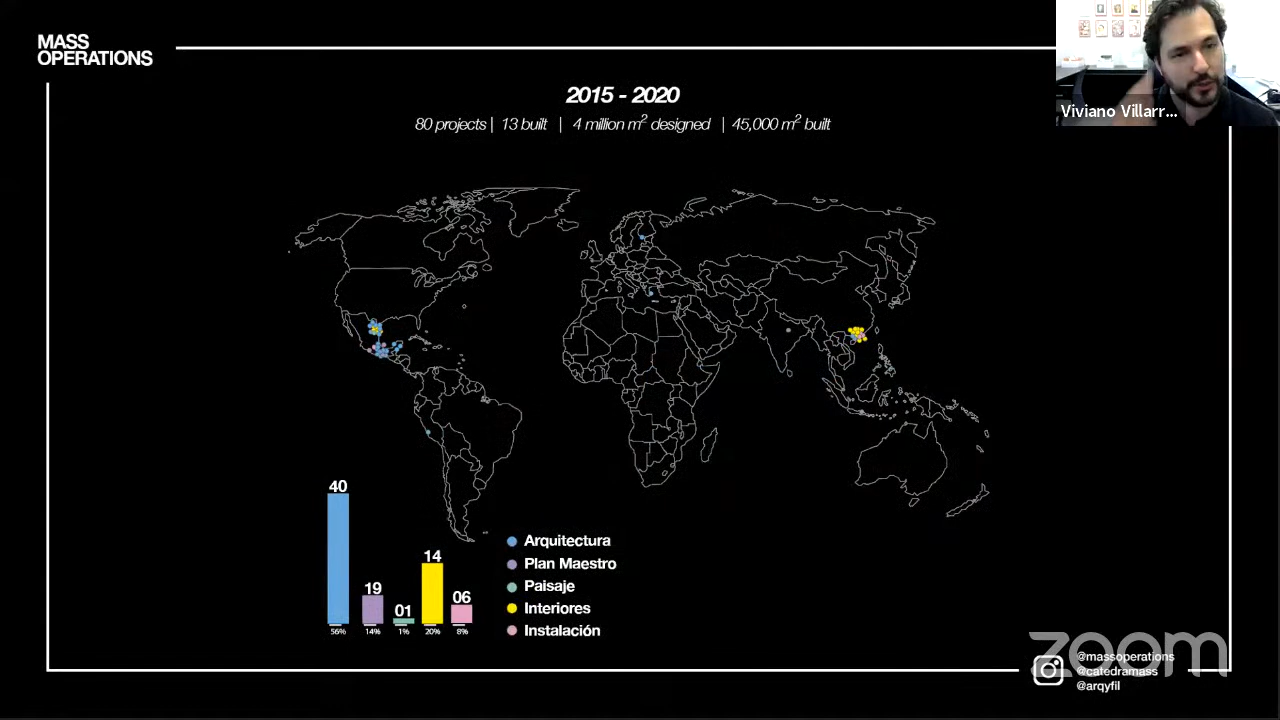 MASS
OPERATIONS
2015 - 2020
80 projects | 13 built | 4 million m² designed | 45,000 m² built
Viviano Villarr...
40
19
01
14
06
56%
14%
1%
20%
8%
Arquitectura
Plan Maestro
Paisaje
Interiores
Instalación
zoom
@massoperations
@catedramass
@arqyfil